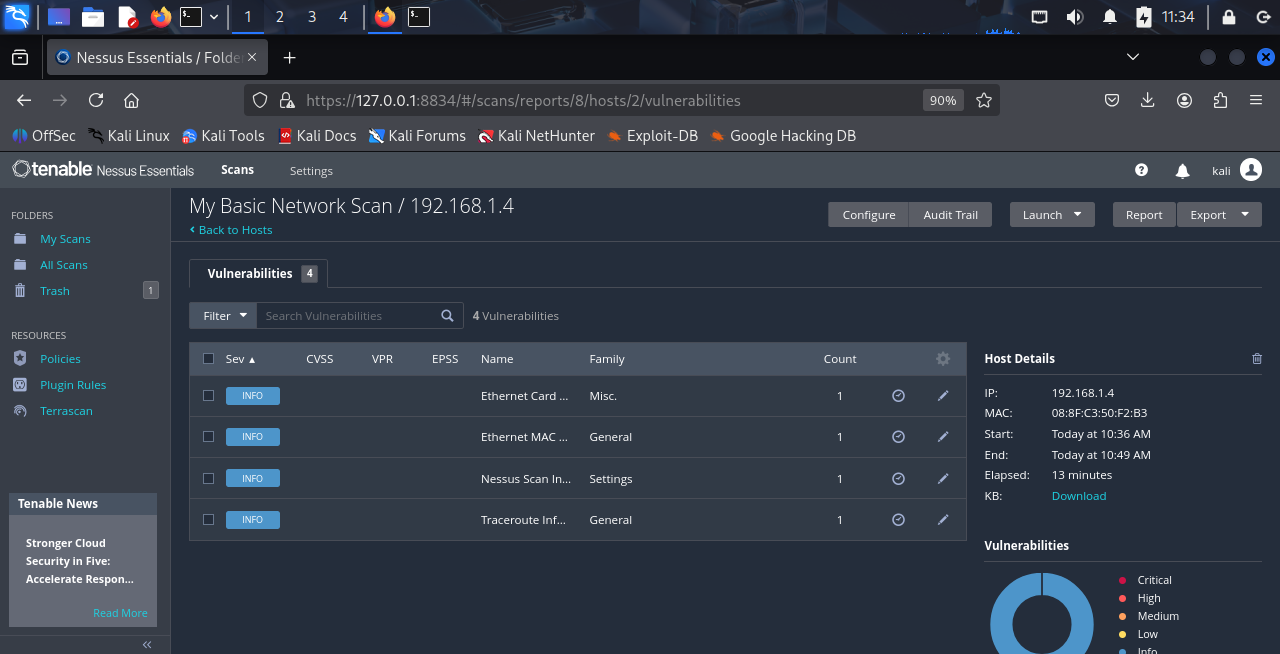 1 2 3 4 11:34
Nessus Essentials / Folde
https://127.0.0.1:8834/#/scans/reports/8/hosts/2/vulnerabilities 90%
OffSec Kali Linux Kali Tools Kali Docs Kali Forums Kali NetHunter Exploit-DB Google Hacking DB
tenable Nessus Essentials Scans Settings kali
FOLDERS
My Scans
All Scans
Trash 1
RESOURCES
Policies
Plugin Rules
Terrascan
Tenable News
Stronger Cloud
Security in Five:
Accelerate Respon...
Read More
My Basic Network Scan / 192.168.1.4
Back to Hosts
Configure Audit Trail Launch Report Export
Vulnerabilities 4
Filter Search Vulnerabilities 4 Vulnerabilities
Sev CVSS VPR EPSS Name Family Count
INFO Ethernet Card ... Misc. 1
INFO Ethernet MAC ... General 1
INFO Nessus Scan In... Settings 1
INFO Traceroute Inf... General 1
Host Details
IP: 192.168.1.4
MAC: 08:8F:C3:50:F2:B3
Start: Today at 10:36 AM
End: Today at 10:49 AM
Elapsed: 13 minutes
KB: Download
Vulnerabilities
Critical
High
Medium
Low
Info